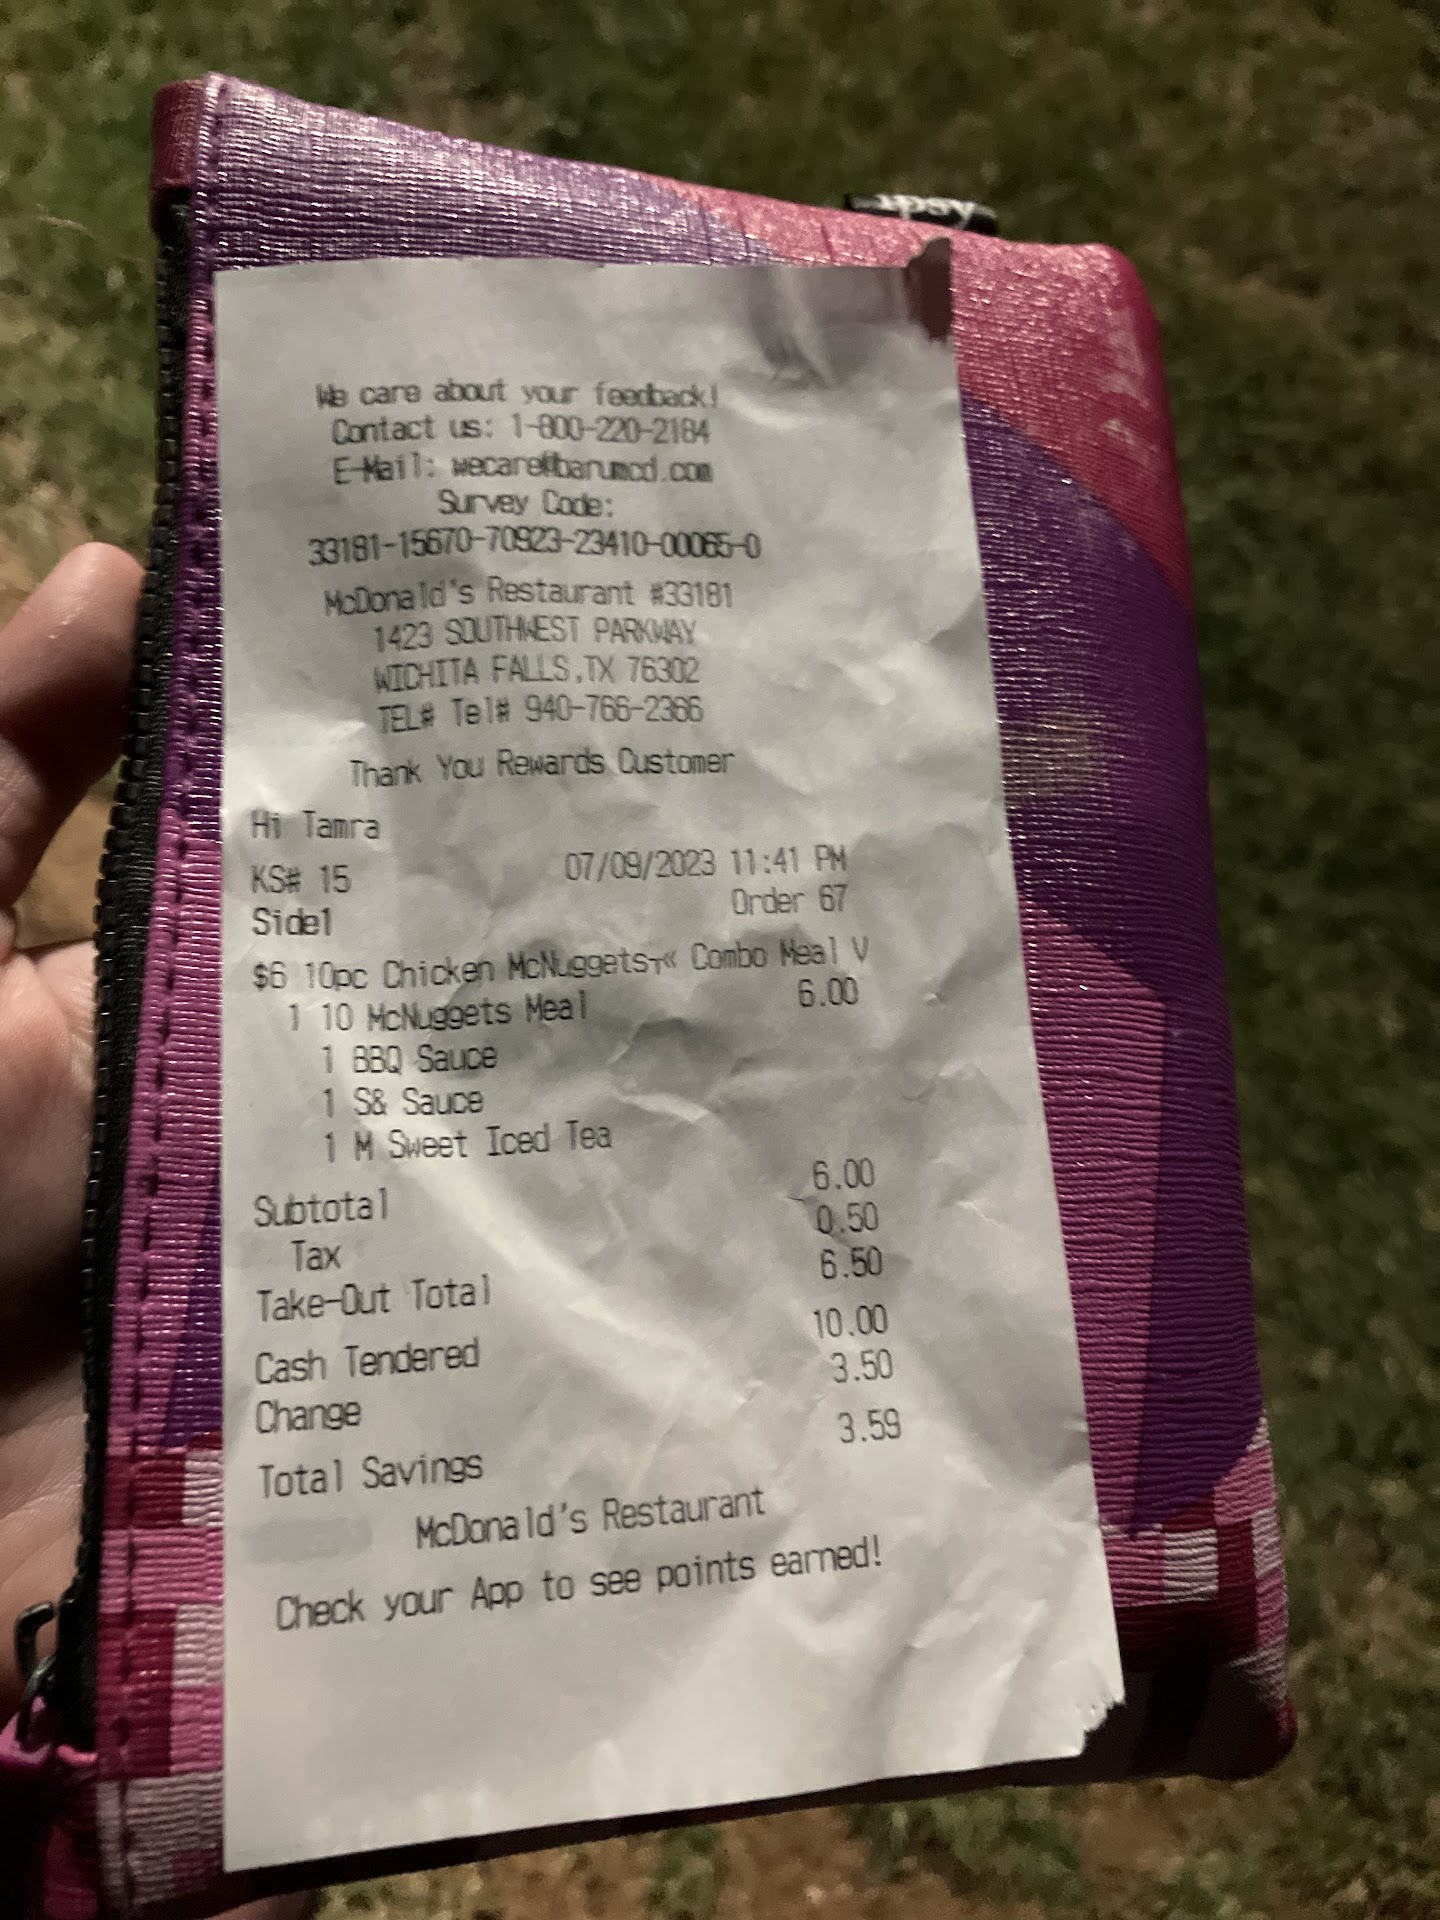 We care about your feedback!
Contact us: 1-800-220-2184
E-Mail: wecare@barumcd.com
Survey Code:
33181-15670-70923-23410-00065-0
McDonald's Restaurant #33181
1423 SOUTHWEST PARKWAY
WICHITA FALLS,TX 76302
TEL# Tel# 940-766-2366
Thank You Rewards Customer
Hi Tamra
KS# 15 07/09/2023 11:41 PM
Side1 Order 67
$6 10pc Chicken McNuggets┬« Combo Meal V
1 10 McNuggets Meal 6.00
1 BBQ Sauce
1 S& Sauce
1 M Sweet Iced Tea
Subtotal 6.00
Tax 0.50
Take-Out Total 6.50
Cash Tendered 10.00
Change 3.50
Total Savings 3.59
McDonald's Restaurant
Check your App to see points earned!